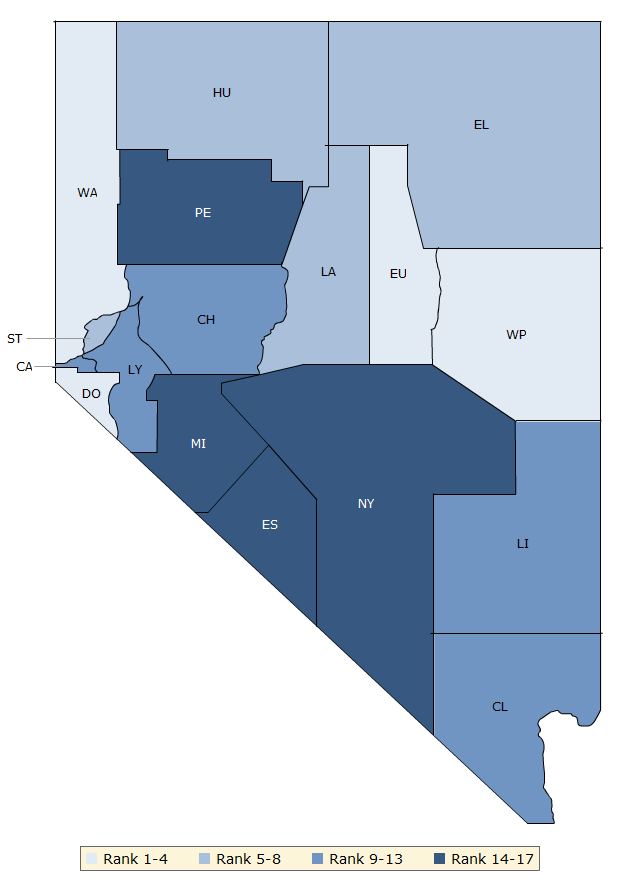 HU
EL
WA
PE
LA
EU
CH
WP
ST
CA
LY
DO
MI
NY
ES
LI
CL
Rank 1-4 Rank 5-8 Rank 9-13 Rank 14-17